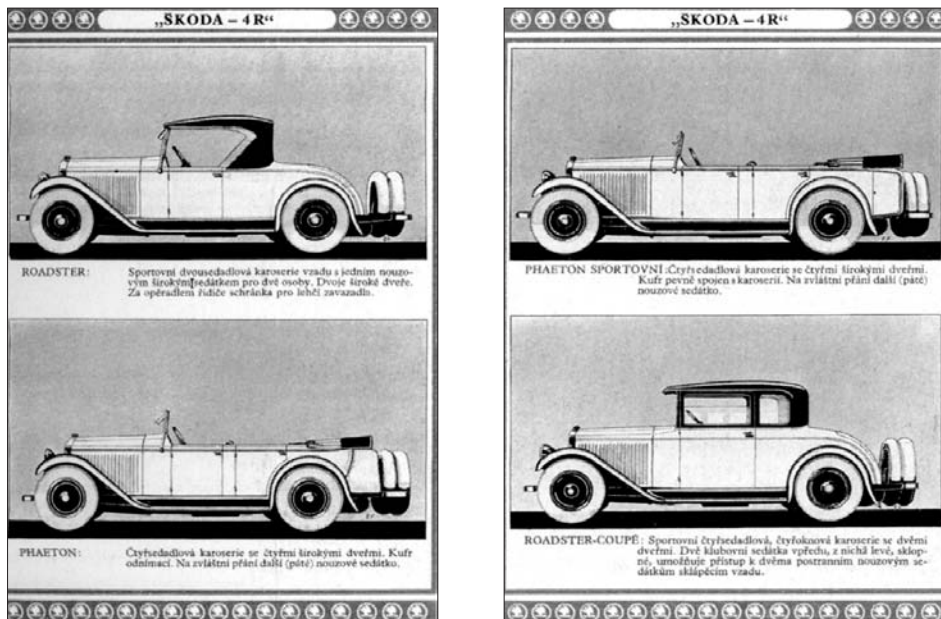 „ŠKODA – 4R“
ROADSTER: Sportovní dvousedadlová karoserie vzadu s jedním nouzo-
vým širokým sedátkem pro dvě osoby. Dvoje široké dveře.
Za opěradlem řidiče schránka pro lehčí zavazadla.
PHAETON: Čtyřsedadlová karoserie se čtyřmi širokými dveřmi. Kufr
odnímací. Na zvláštní přání další (páté) nouzové sedátko.
„ŠKODA – 4R“
PHAETON SPORTOVNÍ: Čtyřsedadlová karoserie se čtyřmi širokými dveřmi.
Kufr pevně spojen s karoserií. Na zvláštní přání další (páté)
nouzové sedátko.
ROADSTER-COUPÉ: Sportovní čtyřsedadlová, čtyřoknová karoserie se dvěmi
dveřmi. Dvě klubovní sedátka vpředu, z nichž levé, sklop-
né, umožňuje přístup k dvěma postranním nouzovým se-
dátkům sklápěcím vzadu.